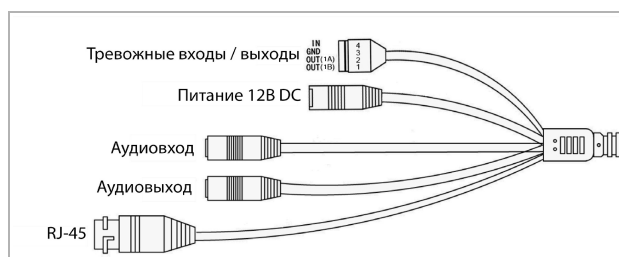 Тревожные входы / выходы
IN 4
GND 3
OUT(1A) 2
OUT(1B) 1
Питание 12В DC
Аудиовход
Аудиовыход
RJ-45